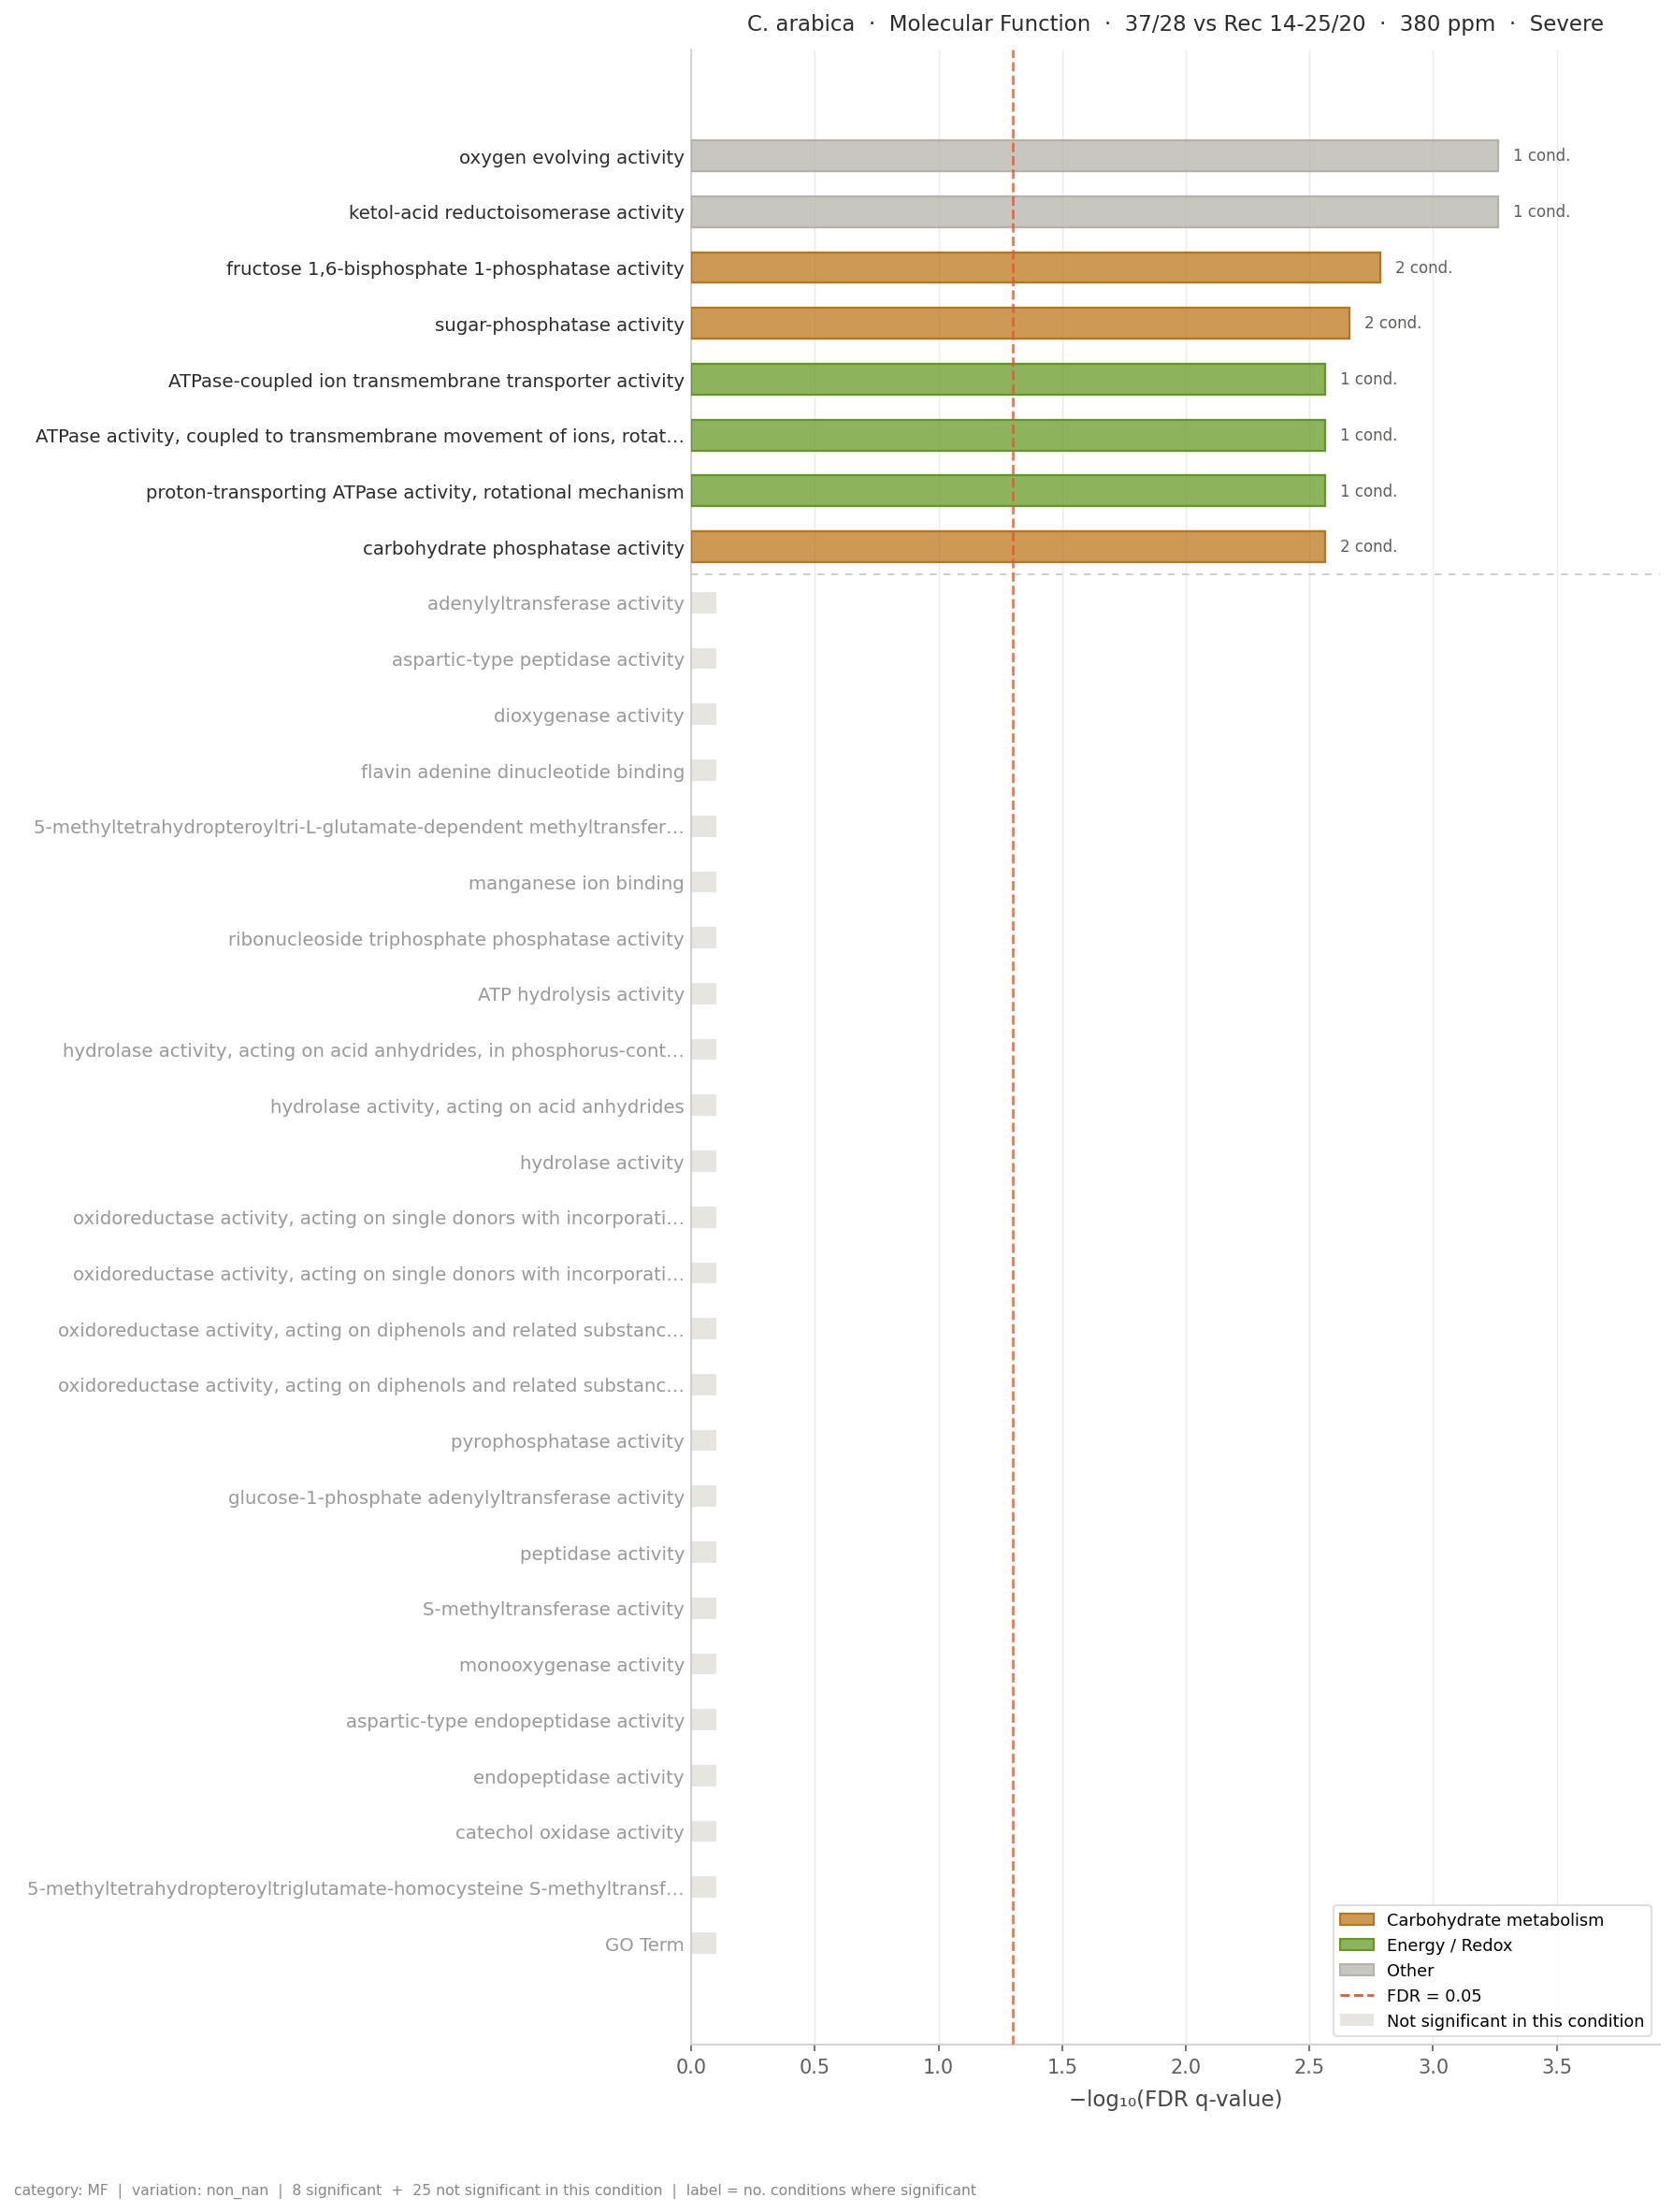 C. arabica · Molecular Function · 37/28 vs Rec 14-25/20 · 380 ppm · Severe
oxygen evolving activity 1 cond.
ketol-acid reductoisomerase activity 1 cond.
fructose 1,6-bisphosphate 1-phosphatase activity 2 cond.
sugar-phosphatase activity 2 cond.
ATPase-coupled ion transmembrane transporter activity 1 cond.
ATPase activity, coupled to transmembrane movement of ions, rotat… 1 cond.
proton-transporting ATPase activity, rotational mechanism 1 cond.
carbohydrate phosphatase activity 2 cond.
adenylyltransferase activity
aspartic-type peptidase activity
dioxygenase activity
flavin adenine dinucleotide binding
5-methyltetrahydropteroyltri-L-glutamate-dependent methyltransfer…
manganese ion binding
ribonucleoside triphosphate phosphatase activity
ATP hydrolysis activity
hydrolase activity, acting on acid anhydrides, in phosphorus-cont…
hydrolase activity, acting on acid anhydrides
hydrolase activity
oxidoreductase activity, acting on single donors with incorporati…
oxidoreductase activity, acting on single donors with incorporati…
oxidoreductase activity, acting on diphenols and related substanc…
oxidoreductase activity, acting on diphenols and related substanc…
pyrophosphatase activity
glucose-1-phosphate adenylyltransferase activity
peptidase activity
S-methyltransferase activity
monooxygenase activity
aspartic-type endopeptidase activity
endopeptidase activity
catechol oxidase activity
5-methyltetrahydropteroyltriglutamate-homocysteine S-methyltransf…
GO Term
Carbohydrate metabolism
Energy / Redox
Other
FDR = 0.05
Not significant in this condition
0.0 0.5 1.0 1.5 2.0 2.5 3.0 3.5
−log₁₀(FDR q-value)
category: MF | variation: non_nan | 8 significant + 25 not significant in this condition | label = no. conditions where significant